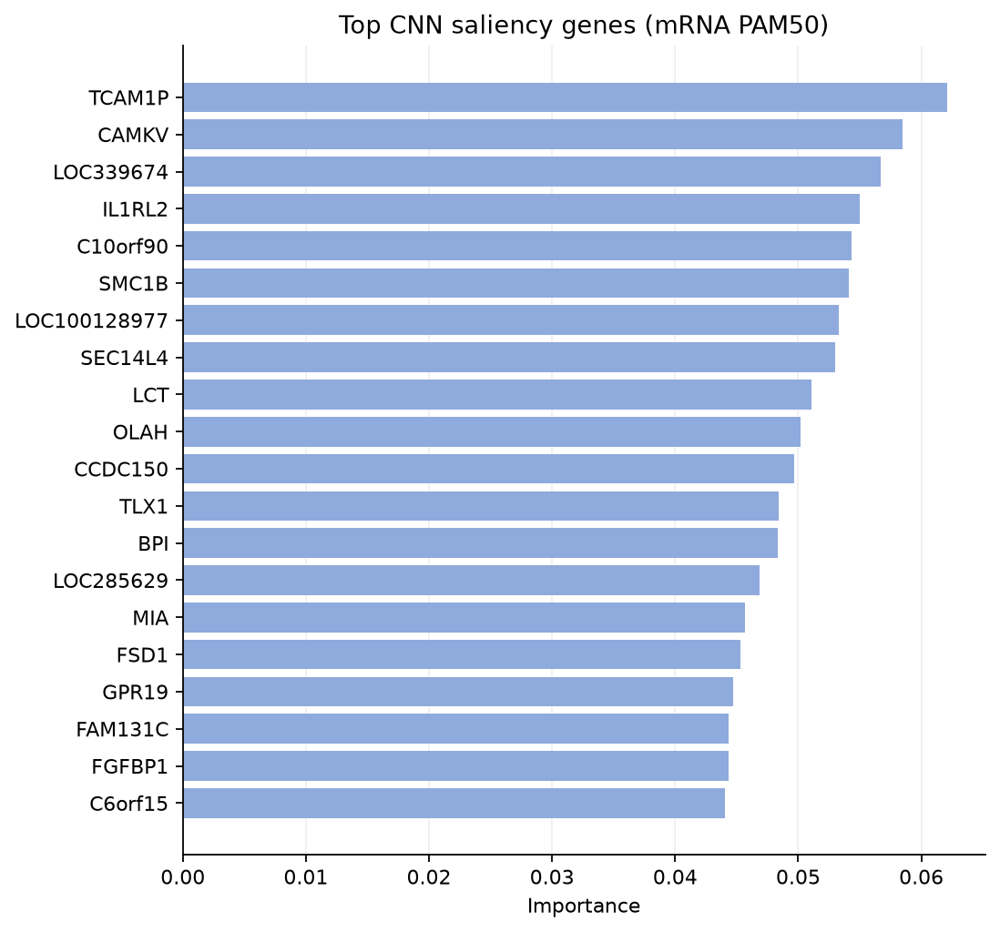 Top CNN saliency genes (mRNA PAM50)
TCAM1P
CAMKV
LOC339674
IL1RL2
C10orf90
SMC1B
LOC100128977
SEC14L4
LCT
OLAH
CCDC150
TLX1
BPI
LOC285629
MIA
FSD1
GPR19
FAM131C
FGFBP1
C6orf15
0.00 0.01 0.02 0.03 0.04 0.05 0.06
Importance